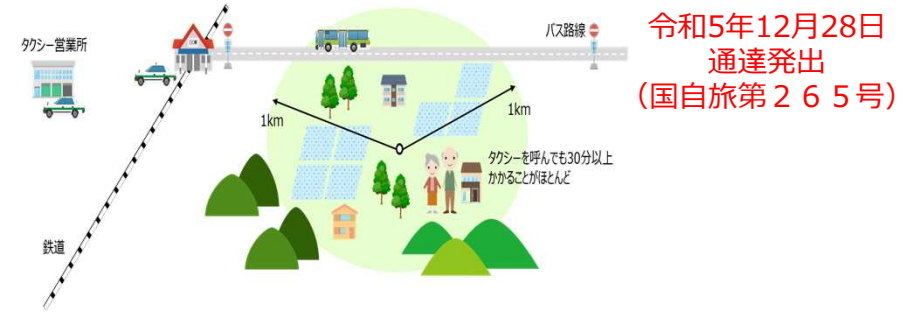 令和5年12月28日
通達発出
（国自旅第２６５号）
タクシー営業所
バス路線
1km
1km
タクシーを呼んでも30分以上
かかることがほとんど
鉄道